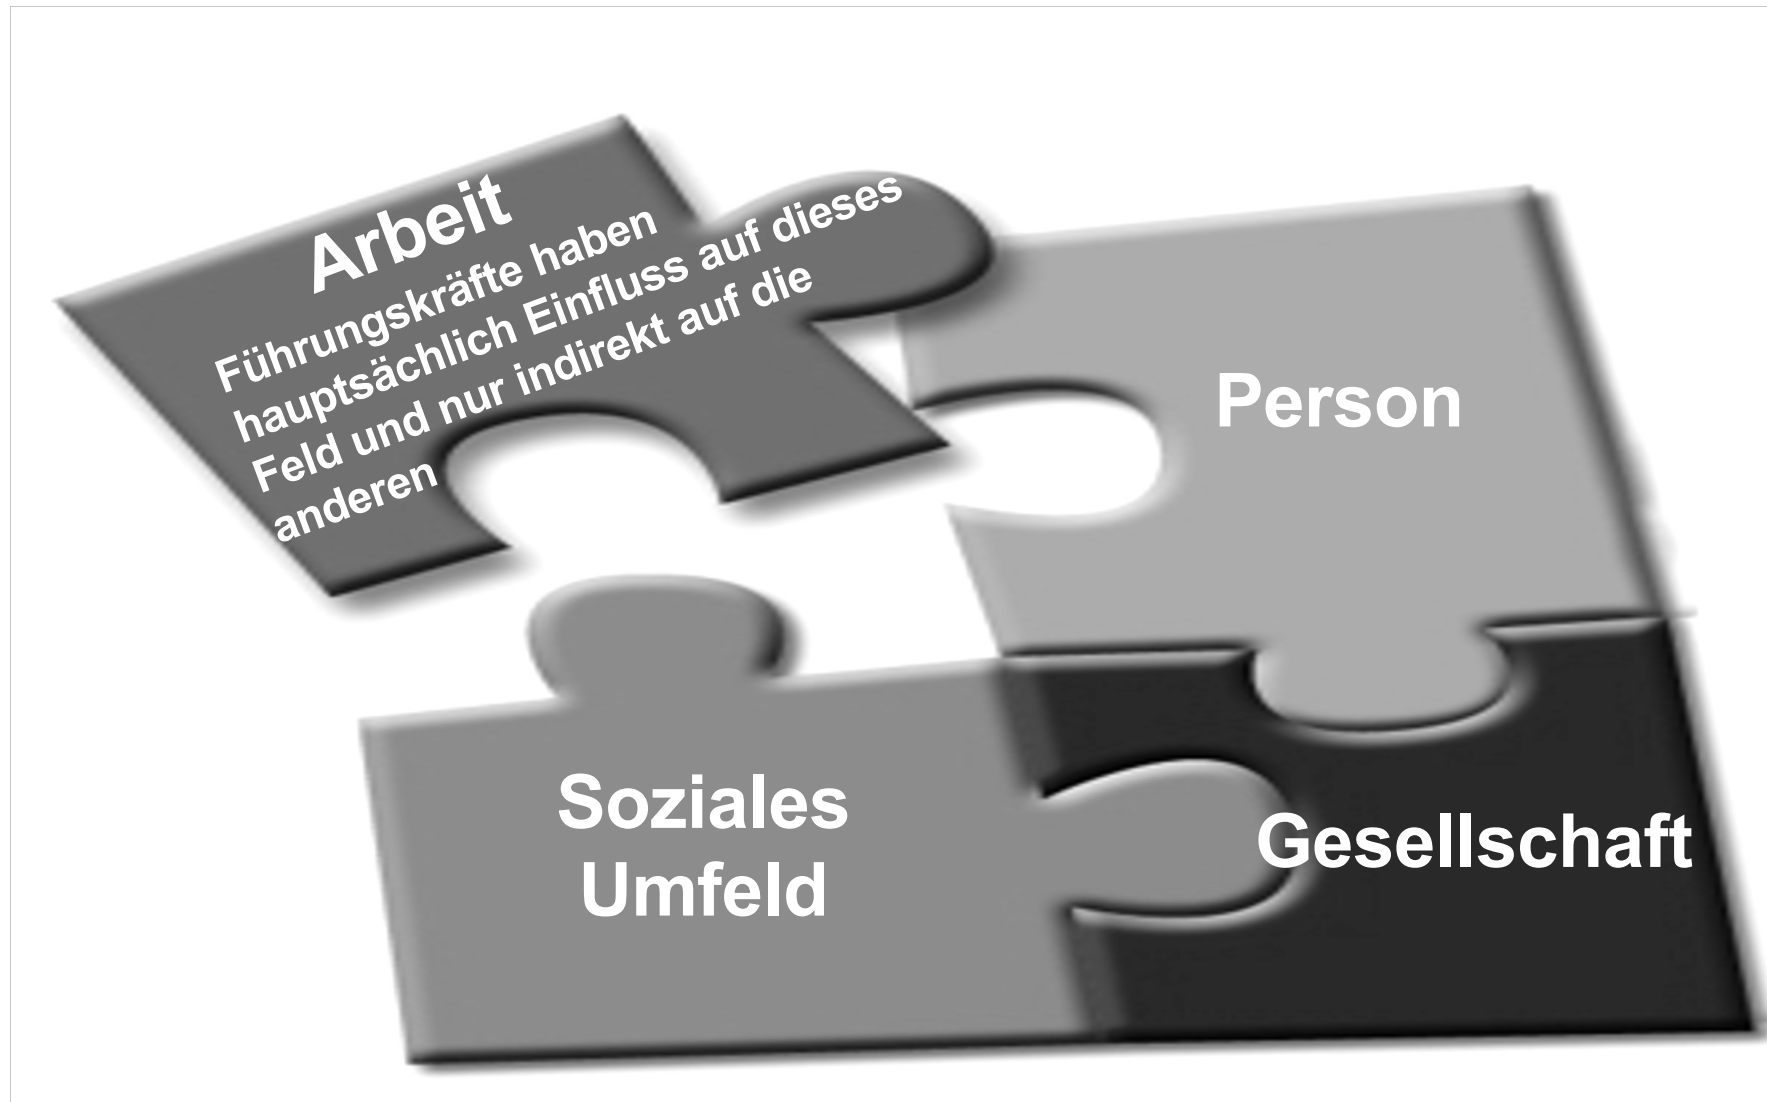 Arbeit
Führungskräfte haben
hauptsächlich Einfluss auf dieses
Feld und nur indirekt auf die
anderen
Person
Soziales
Umfeld
Gesellschaft